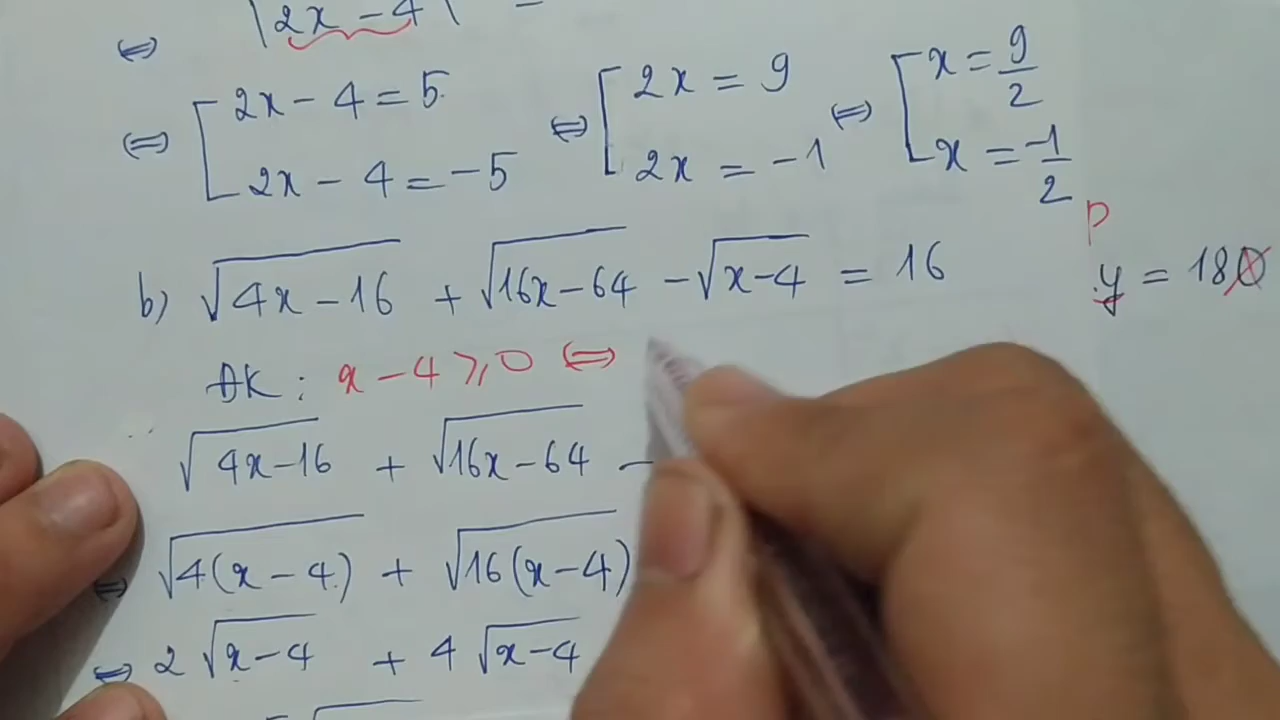 ⇔ |2x - 4|
⇔ [ 2x - 4 = 5 ⇔ [ 2x = 9 ⇔ [ x = 9/2
2x - 4 = -5 2x = -1 x = -1/2
p
b) √(4x - 16) + √(16x - 64) - √(x - 4) = 16 y = 180
ĐK : x - 4 ⩾ 0 ⇔
√(4x - 16) + √(16x - 64) -
⇔ √(4(x - 4)) + √(16(x - 4))
⇔ 2√(x - 4) + 4√(x - 4)